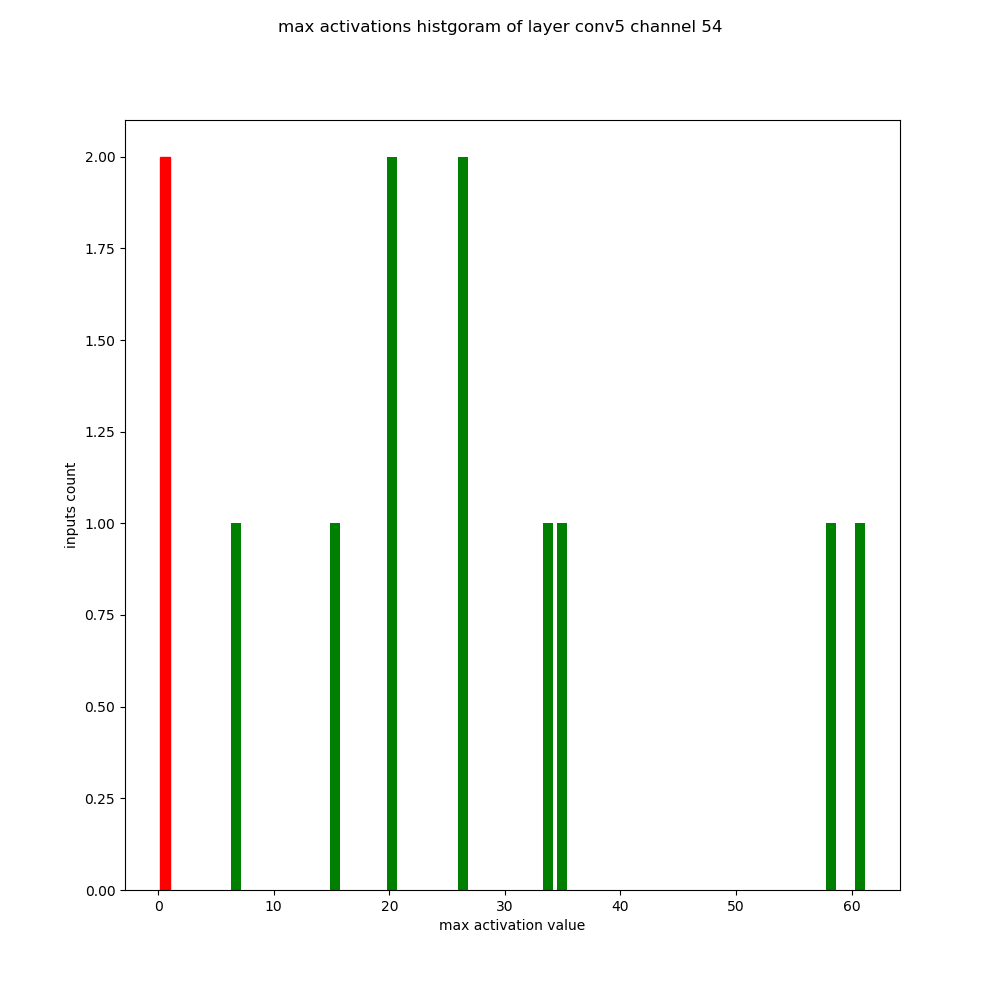 max activations histgoram of layer conv5 channel 54
2.00
1.75
1.50
1.25
1.00
0.75
0.50
0.25
0.00
inputs count
0 10 20 30 40 50 60
max activation value